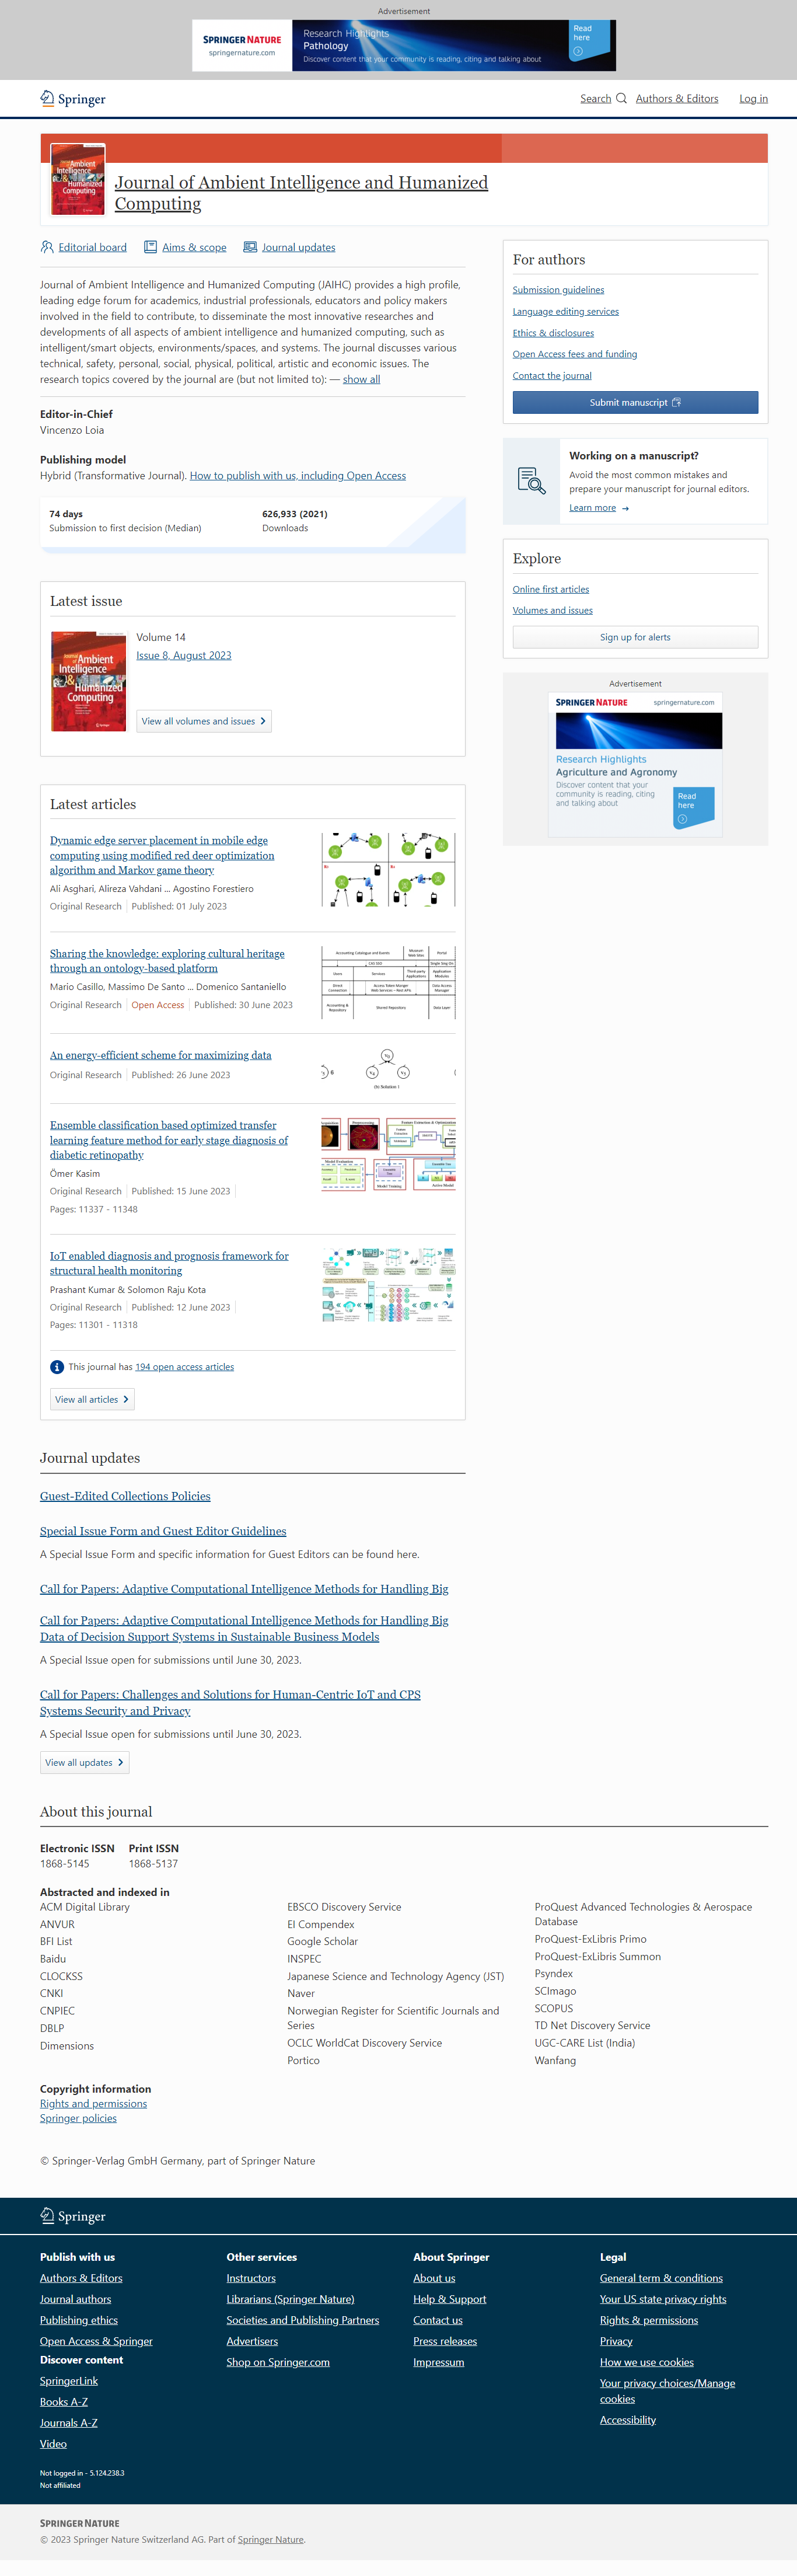 Advertisement
SPRINGER NATURE
springernature.com
Research Highlights
Pathology
Discover content that your community is reading, citing and talking about
Read
here
Springer
Search
Authors & Editors
Log in
Journal of Ambient Intelligence and Humanized
Computing
Ambient
Intelligence
&
Humanized
Computing
Editorial board
Aims & scope
Journal updates
Journal of Ambient Intelligence and Humanized Computing (JAIHC) provides a high profile,
leading edge forum for academics, industrial professionals, educators and policy makers
involved in the field to contribute, to disseminate the most innovative researches and
developments of all aspects of ambient intelligence and humanized computing, such as
intelligent/smart objects, environments/spaces, and systems. The journal discusses various
technical, safety, personal, social, physical, political, artistic and economic issues. The
research topics covered by the journal are (but not limited to): — show all
Editor-in-Chief
Vincenzo Loia
Publishing model
Hybrid (Transformative Journal). How to publish with us, including Open Access
74 days
Submission to first decision (Median)
626,933 (2021)
Downloads
Latest issue
Journal of
Ambient
Intelligence
&
Humanized
Computing
Springer
Volume 14
Issue 8, August 2023
View all volumes and issues
Latest articles
Dynamic edge server placement in mobile edge
computing using modified red deer optimization
algorithm and Markov game theory
Ali Asghari, Alireza Vahdani ... Agostino Forestiero
Original Research
Published: 01 July 2023
Sharing the knowledge: exploring cultural heritage
through an ontology-based platform
Mario Casillo, Massimo De Santo ... Domenico Santaniello
Original Research
Open Access
Published: 30 June 2023
An energy-efficient scheme for maximizing data
Original Research
Published: 26 June 2023
(b) Solution 1
Ensemble classification based optimized transfer
learning feature method for early stage diagnosis of
diabetic retinopathy
Ömer Kasim
Original Research
Published: 15 June 2023
Pages: 11337 - 11348
IoT enabled diagnosis and prognosis framework for
structural health monitoring
Prashant Kumar & Solomon Raju Kota
Original Research
Published: 12 June 2023
Pages: 11301 - 11318
This journal has 194 open access articles
View all articles
For authors
Submission guidelines
Language editing services
Ethics & disclosures
Open Access fees and funding
Contact the journal
Submit manuscript
Working on a manuscript?
Avoid the most common mistakes and
prepare your manuscript for journal editors.
Learn more
Explore
Online first articles
Volumes and issues
Sign up for alerts
Advertisement
SPRINGER NATURE
springernature.com
Research Highlights
Agriculture and Agronomy
Discover content that your
community is reading, citing
and talking about
Read
here
Journal updates
Guest-Edited Collections Policies
Special Issue Form and Guest Editor Guidelines
A Special Issue Form and specific information for Guest Editors can be found here.
Call for Papers: Adaptive Computational Intelligence Methods for Handling Big
Call for Papers: Adaptive Computational Intelligence Methods for Handling Big
Data of Decision Support Systems in Sustainable Business Models
A Special Issue open for submissions until June 30, 2023.
Call for Papers: Challenges and Solutions for Human-Centric IoT and CPS
Systems Security and Privacy
A Special Issue open for submissions until June 30, 2023.
View all updates
About this journal
Electronic ISSN
1868-5145
Print ISSN
1868-5137
Abstracted and indexed in
ACM Digital Library
ANVUR
BFI List
Baidu
CLOCKSS
CNKI
CNPIEC
DBLP
Dimensions
EBSCO Discovery Service
EI Compendex
Google Scholar
INSPEC
Japanese Science and Technology Agency (JST)
Naver
Norwegian Register for Scientific Journals and
Series
OCLC WorldCat Discovery Service
Portico
ProQuest Advanced Technologies & Aerospace
Database
ProQuest-ExLibris Primo
ProQuest-ExLibris Summon
Psyndex
SCImago
SCOPUS
TD Net Discovery Service
UGC-CARE List (India)
Wanfang
Copyright information
Rights and permissions
Springer policies
© Springer-Verlag GmbH Germany, part of Springer Nature
Springer
Publish with us
Authors & Editors
Journal authors
Publishing ethics
Open Access & Springer
Discover content
SpringerLink
Books A-Z
Journals A-Z
Video
Other services
Instructors
Librarians (Springer Nature)
Societies and Publishing Partners
Advertisers
Shop on Springer.com
About Springer
About us
Help & Support
Contact us
Press releases
Impressum
Legal
General term & conditions
Your US state privacy rights
Rights & permissions
Privacy
How we use cookies
Your privacy choices/Manage
cookies
Accessibility
Not logged in - 5.124.238.3
Not affiliated
SPRINGER NATURE
© 2023 Springer Nature Switzerland AG. Part of Springer Nature.